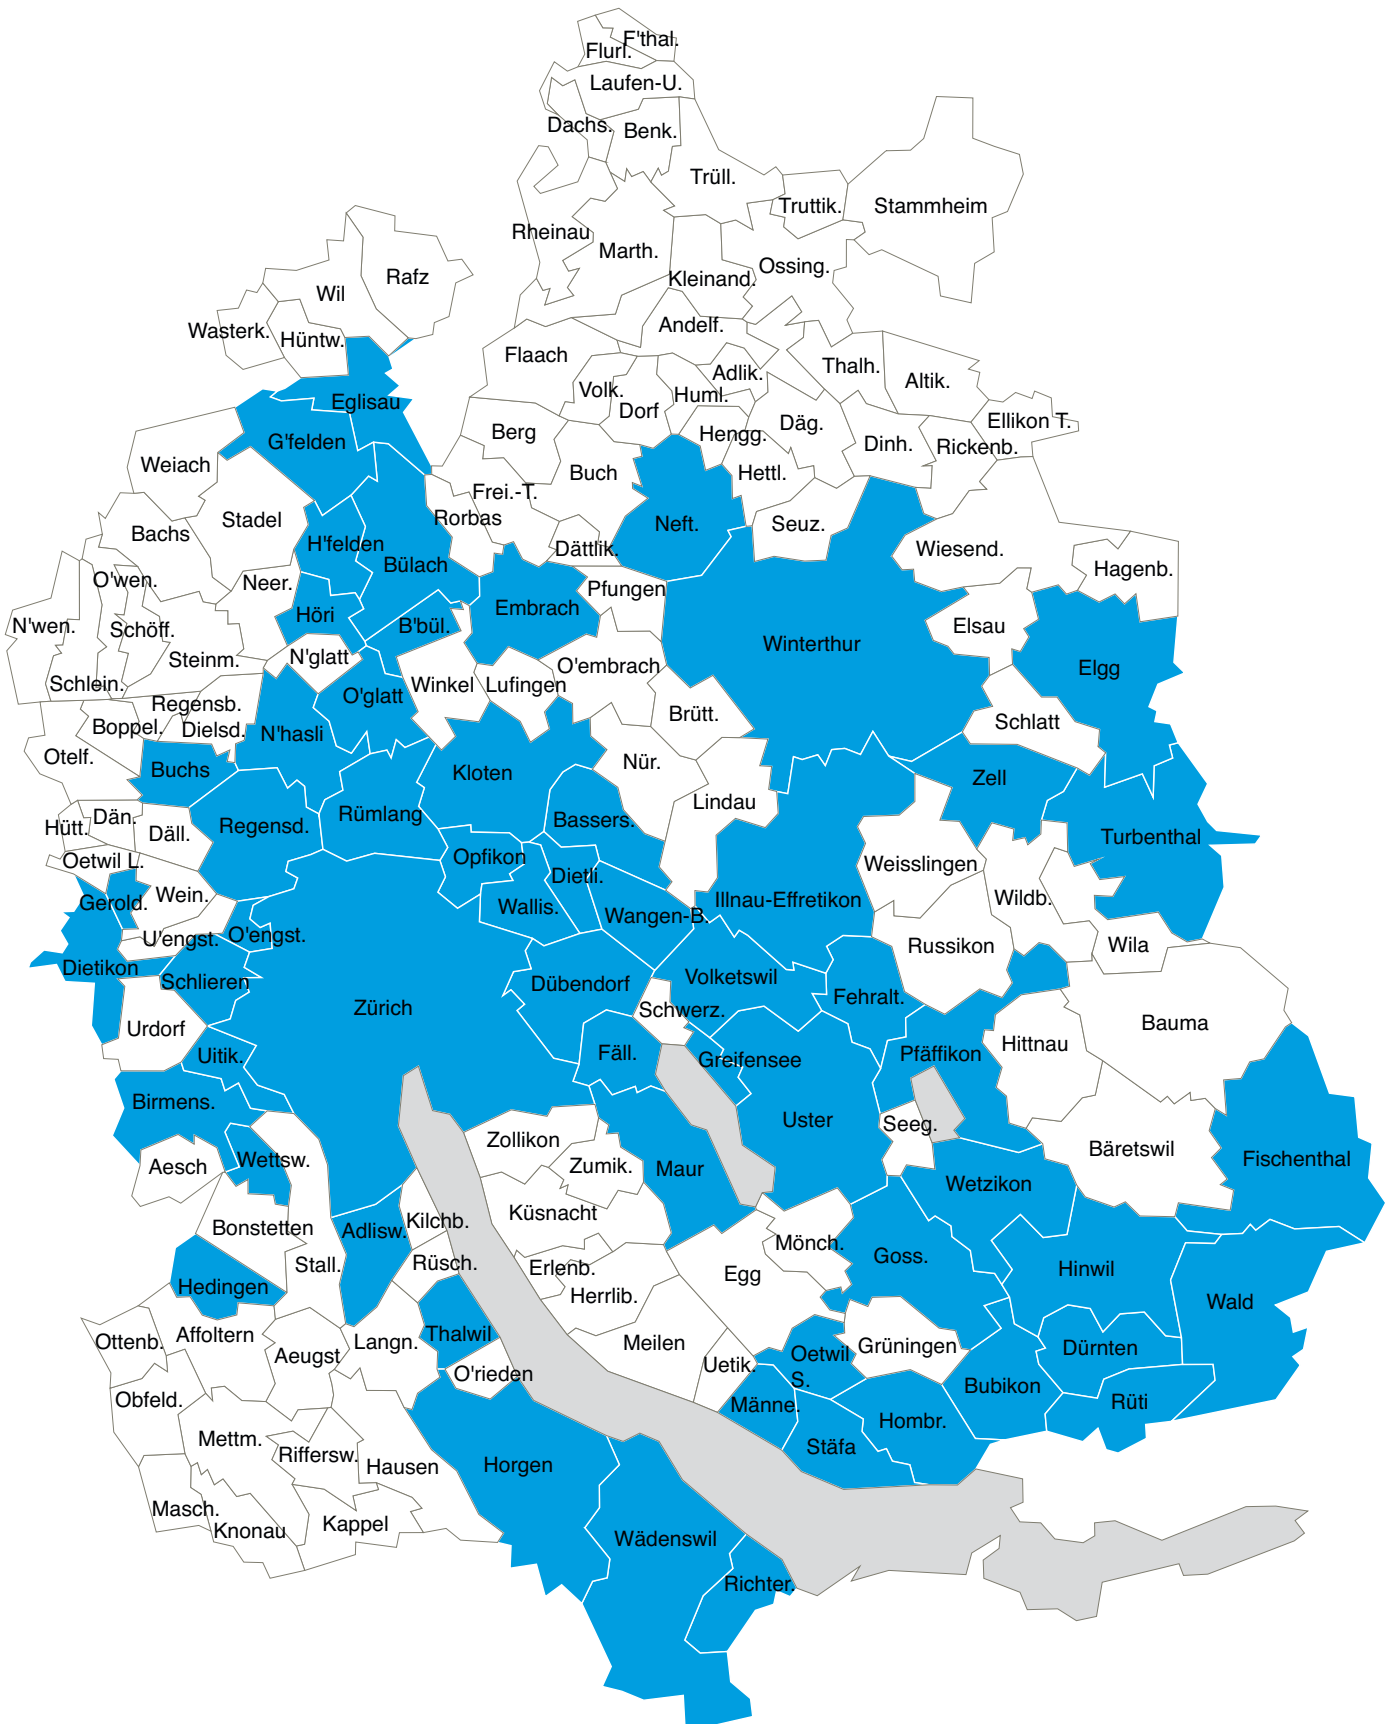 F'thal.
Flurl.
Laufen-U.
Dachs.
Benk.
Trüll.
Truttik.
Stammheim
Rheinau
Marth.
Ossing.
Kleinand.
Rafz
Wil
Wasterk.
Hüntw.
Andelf.
Flaach
Thalh.
Adlik.
Altik.
Volk.
Huml.
Dorf
Eglisau
Ellikon T.
Däg.
Berg
Hengg.
G'felden
Dinh.
Rickenb.
Weiach
Buch
Hettl.
Frei.-T.
Rorbas
Stadel
Neft.
Seuz.
Bachs
H'felden
Dättlik.
Wiesend.
Bülach
Hagenb.
O'wen.
Neer.
Pfungen
Embrach
Höri
N'wen.
Schöff.
B'bül.
Elsau
Winterthur
Steinm.
N'glatt
O'embrach
Elgg
Schlein.
Winkel
Lufingen
O'glatt
Regensb.
Brütt.
Schlatt
Boppel.
Dielsd.
N'hasli
Otelf.
Buchs
Kloten
Nür.
Zell
Lindau
Dän.
Rümlang
Hütt.
Däll.
Regensd.
Bassers.
Turbenthal
Oetwil L.
Opfikon
Weisslingen
Dietli.
Gerold.
Wein.
Wallis.
Wangen-B.
Illnau-Effretikon
Wildb.
U'engst.
O'engst.
Russikon
Wila
Dietikon
Schlieren
Dübendorf
Volketswil
Fehralt.
Zürich
Schwerz.
Urdorf
Bauma
Uitik.
Fäll.
Greifensee
Pfäffikon
Hittnau
Birmens.
Uster
Seeg.
Zollikon
Bäretswil
Aesch
Wettsw.
Zumik.
Maur
Fischenthal
Wetzikon
Küsnacht
Bonstetten
Adlisw.
Kilchb.
Mönch.
Goss.
Stall.
Rüsch.
Erlenb.
Egg
Hinwil
Hedingen
Herrlib.
Wald
Ottenb.
Affoltern
Langn.
Thalwil
Meilen
Grüningen
Dürnten
Aeugst
Oetwil
S.
Uetik.
O'rieden
Bubikon
Obfeld.
Männe.
Rüti
Hombr.
Mettm.
Stäfa
Riffersw.
Hausen
Horgen
Masch.
Knonau
Kappel
Wädenswil
Richter.